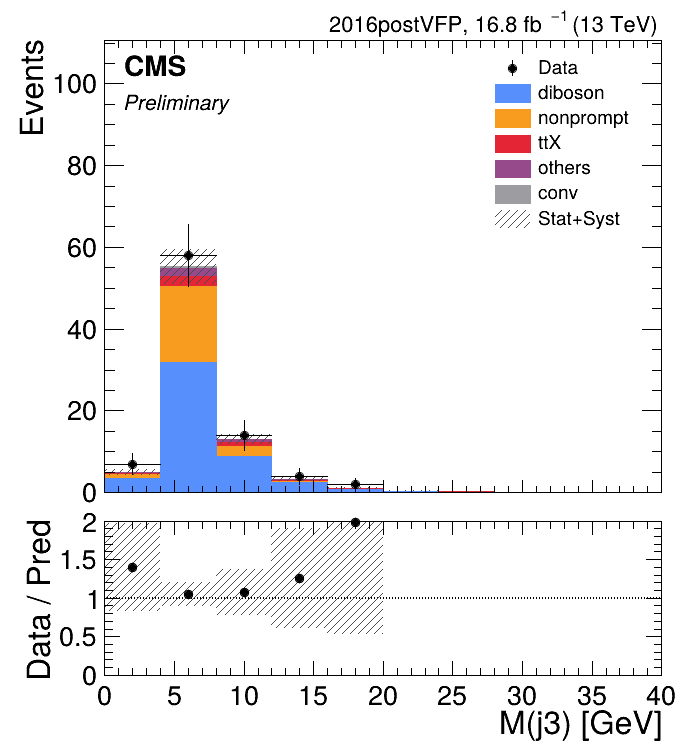 2016postVFP, 16.8 fb⁻¹ (13 TeV)
CMS
Preliminary
Events
100
80
60
40
20
0
Data
diboson
nonprompt
ttX
others
conv
Stat+Syst
Data / Pred
2
1.5
1
0.5
0
0 5 10 15 20 25 30 35 40
M(j3) [GeV]